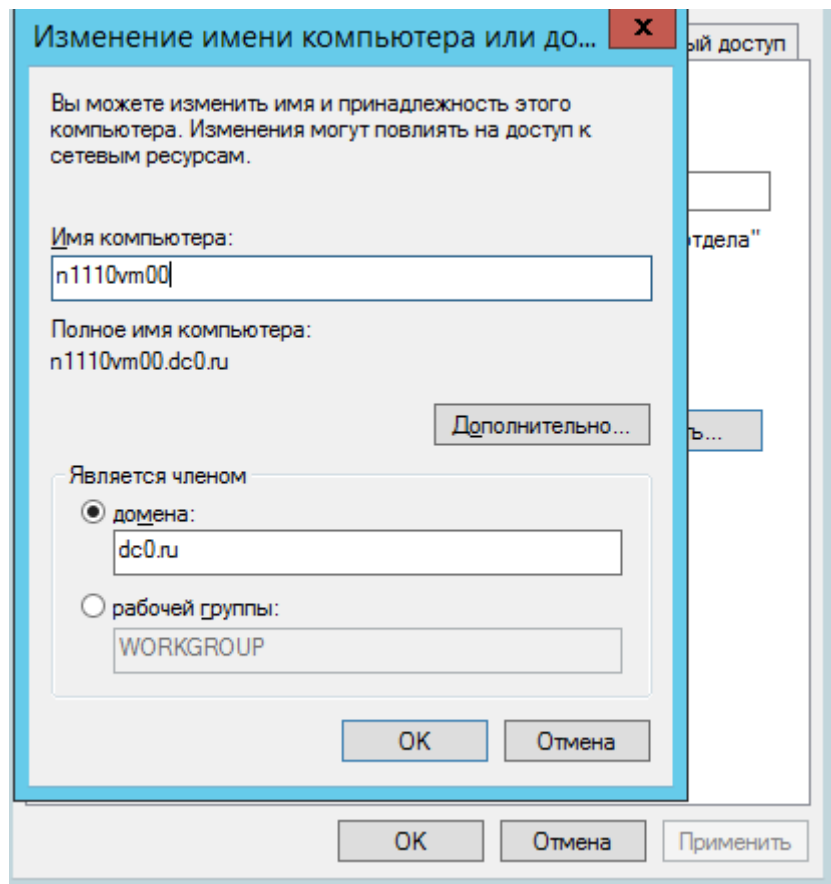 Изменение имени компьютера или до... x
ый доступ
Вы можете изменить имя и принадлежность этого
компьютера. Изменения могут повлиять на доступ к
сетевым ресурсам.
Имя компьютера:
тдела"
n1110vm00
Полное имя компьютера:
n1110vm00.dc0.ru
Дополнительно...
ь...
Является членом
домена:
dc0.ru
рабочей группы:
WORKGROUP
OK Отмена
OK Отмена Применить